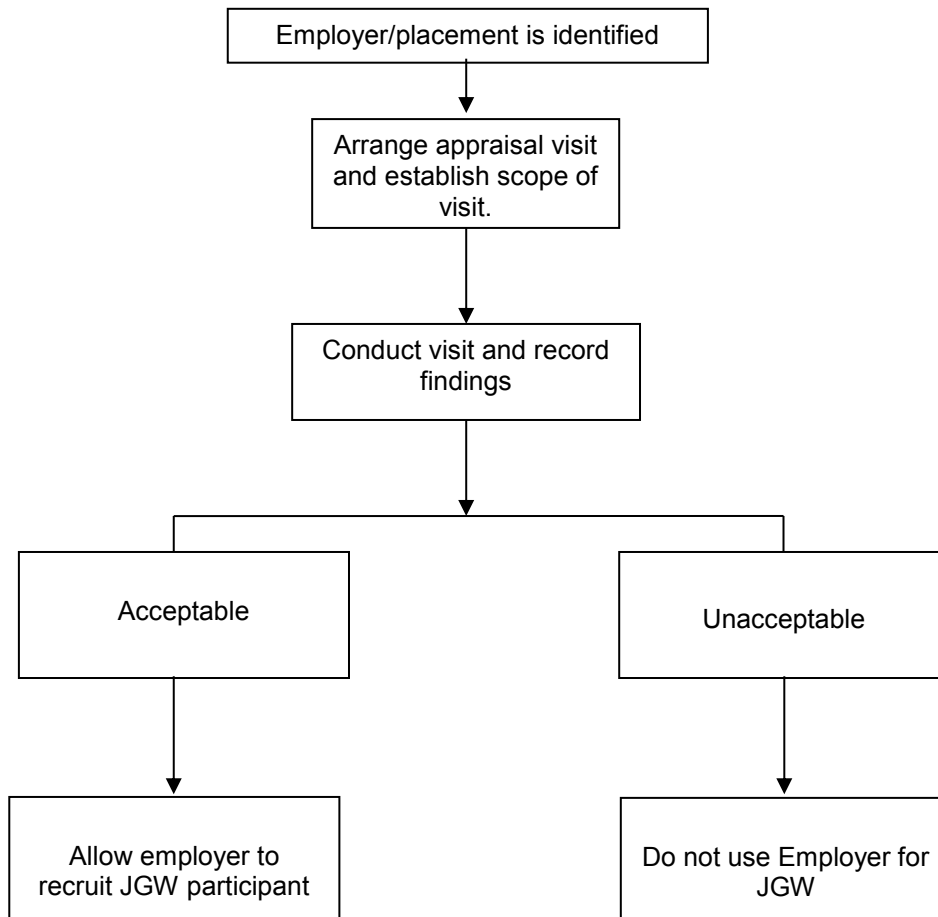 Employer/placement is identified
Arrange appraisal visit
and establish scope of
visit.
Conduct visit and record
findings
Acceptable
Unacceptable
Allow employer to
recruit JGW participant
Do not use Employer for
JGW